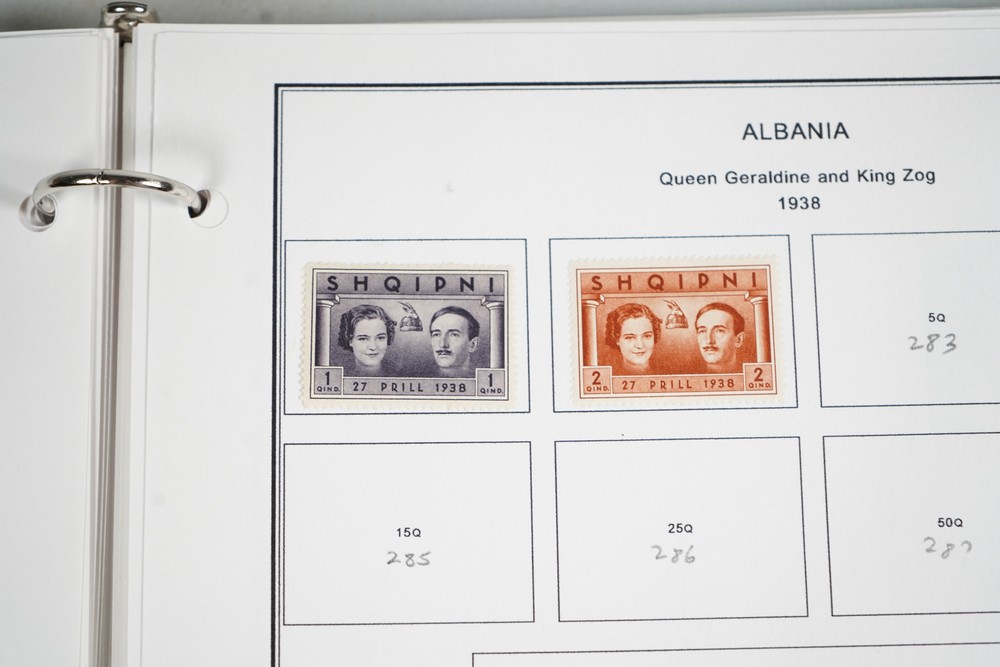 ALBANIA
Queen Geraldine and King Zog
1938
SHQIPNI
1 QIND. 27 PRILL 1938 1 QIND.
SHQIPNI
2 QIND. 27 PRILL 1938 2 QIND.
5Q
283
15Q
285
25Q
286
50Q